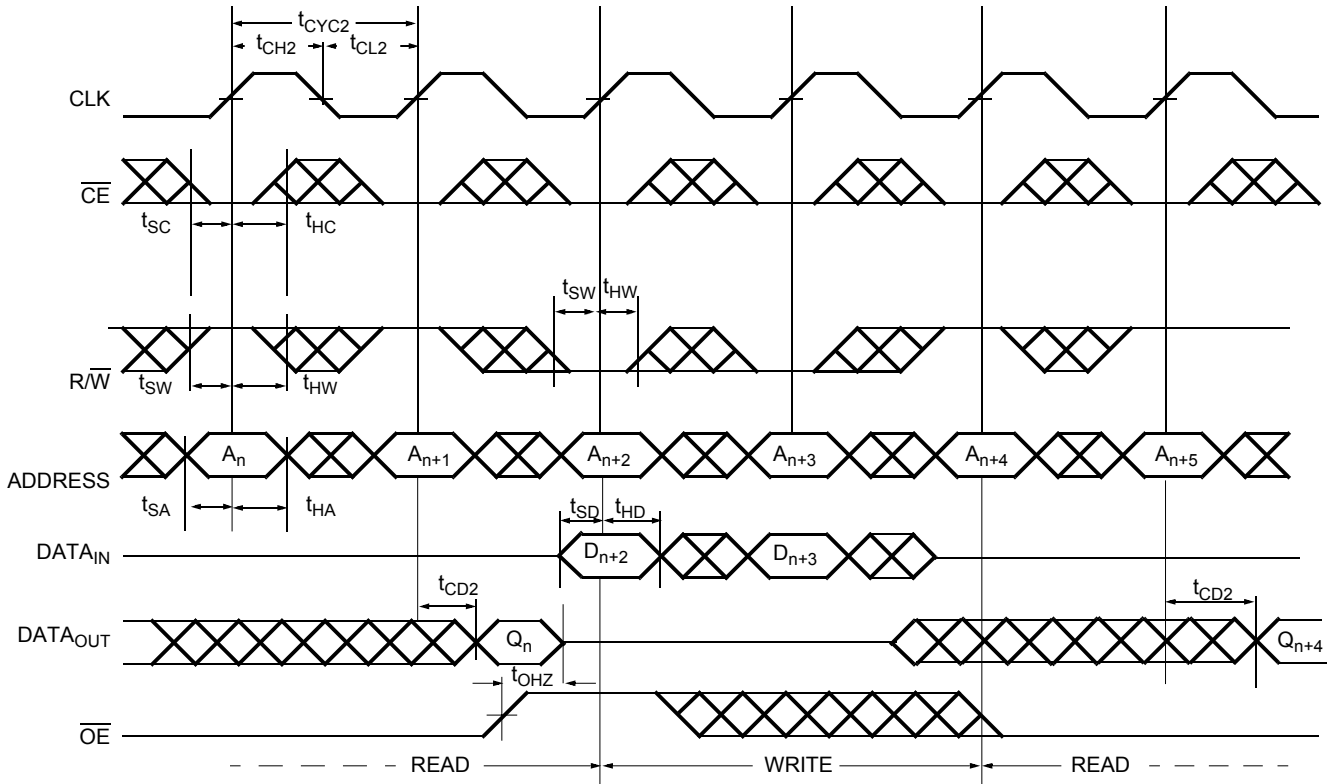 tCYC2
tCH2 tCL2
CLK
CE
tSC tHC
tSW tHW
R/W
tSW tHW
An An+1 An+2 An+3 An+4 An+5
ADDRESS
tSA tHA tSD tHD
DATAIN
Dn+2 Dn+3
tCD2 tCD2
DATAOUT
Qn Qn+4
tOHZ
OE
READ WRITE READ